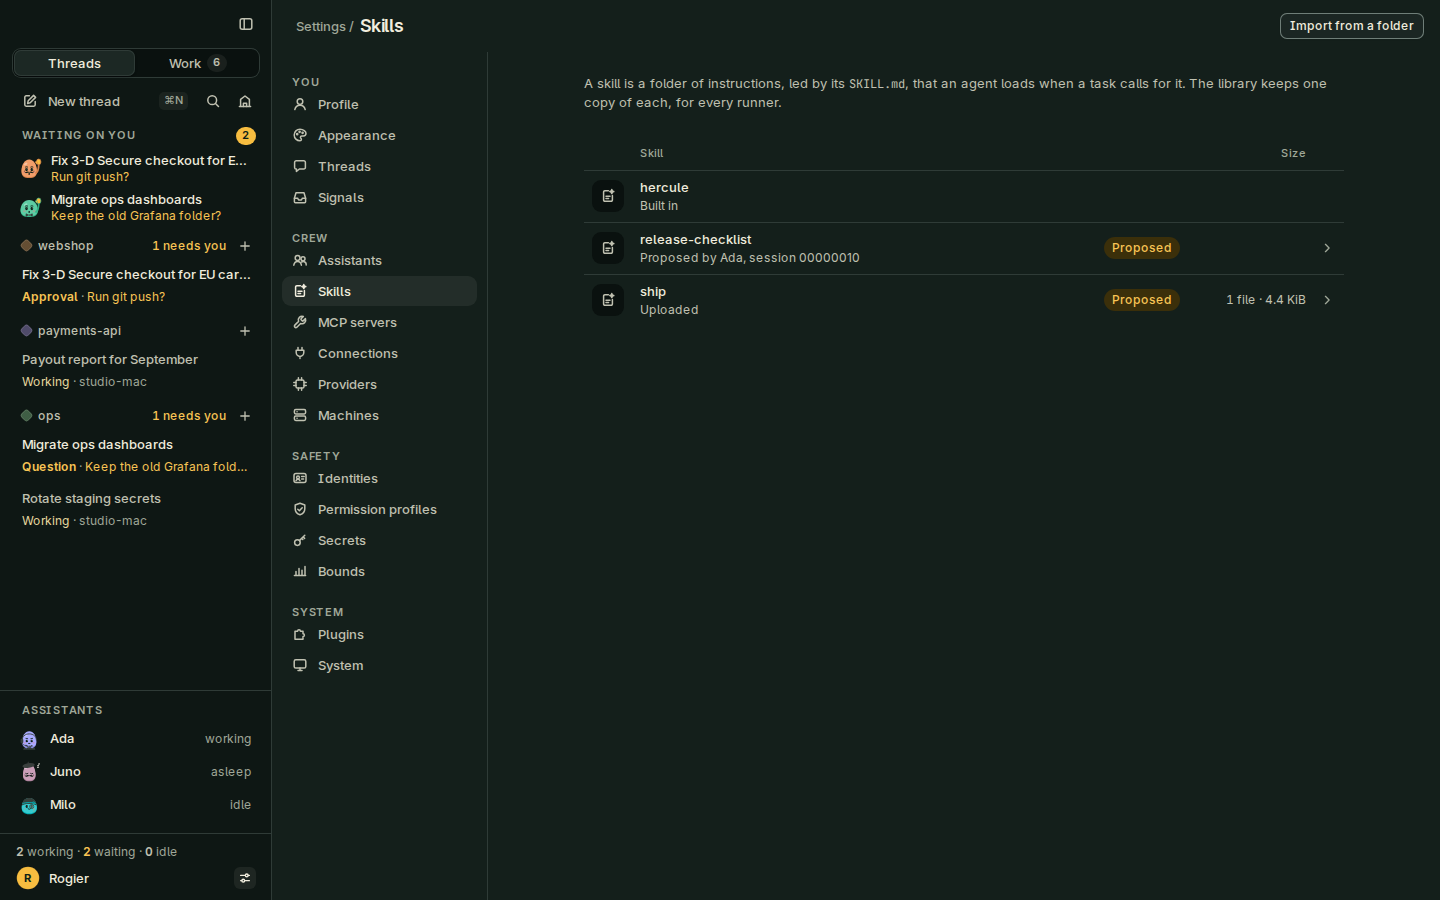 Threads
Work 6
New thread ⌘N
WAITING ON YOU 2
Fix 3-D Secure checkout for E...
Run git push?
Migrate ops dashboards
Keep the old Grafana folder?
webshop 1 needs you
Fix 3-D Secure checkout for EU car...
Approval · Run git push?
payments-api
Payout report for September
Working · studio-mac
ops 1 needs you
Migrate ops dashboards
Question · Keep the old Grafana fold...
Rotate staging secrets
Working · studio-mac
ASSISTANTS
Ada working
Juno asleep
Milo idle
2 working · 2 waiting · 0 idle
R Rogier
Settings / Skills
Import from a folder
YOU
Profile
Appearance
Threads
Signals
CREW
Assistants
Skills
MCP servers
Connections
Providers
Machines
SAFETY
Identities
Permission profiles
Secrets
Bounds
SYSTEM
Plugins
System
A skill is a folder of instructions, led by its SKILL.md, that an agent loads when a task calls for it. The library keeps one
copy of each, for every runner.
Skill Size
hercule
Built in
release-checklist
Proposed by Ada, session 00000010
Proposed
ship
Uploaded
Proposed
1 file · 4.4 KiB